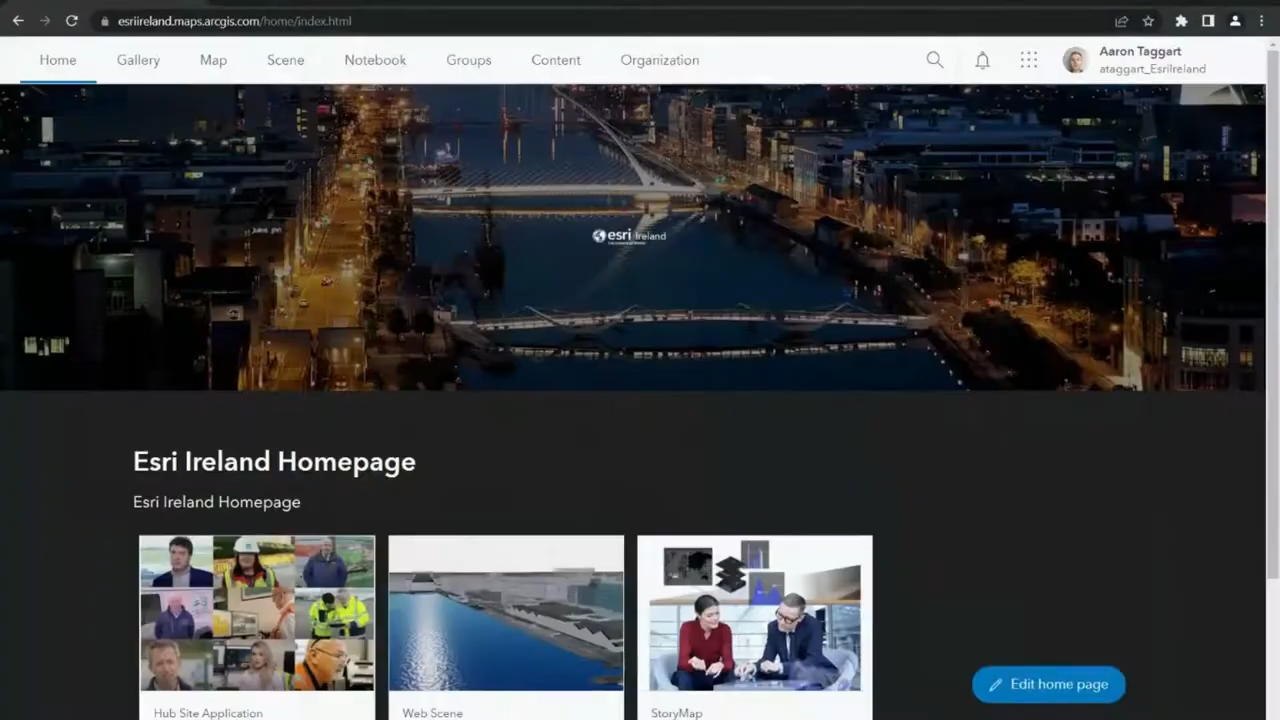 esriireland.maps.arcgis.com/home/index.html
Home Gallery Map Scene Notebook Groups Content Organization
Aaron Taggart
ataggart_EsriIreland
esri Ireland
Esri Ireland Homepage
Esri Ireland Homepage
Edit home page
Hub Site Application
Web Scene
StoryMap